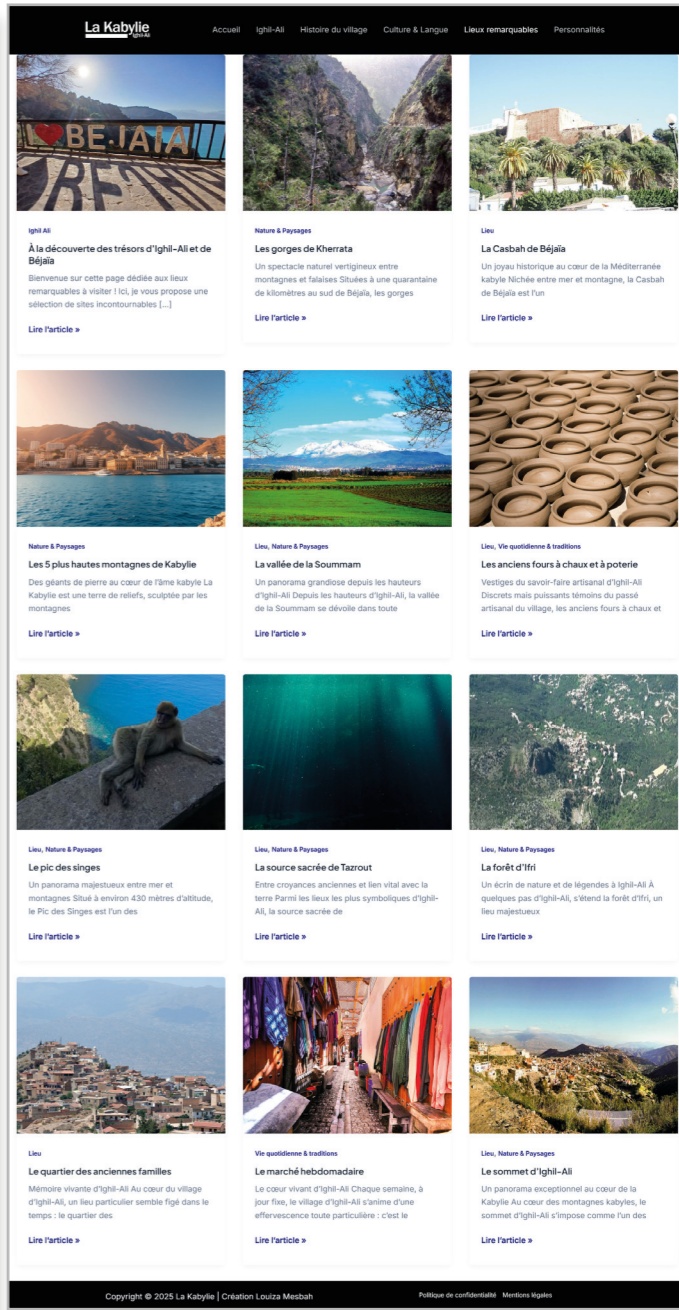 La Kabylie
Ighil-Ali
Accueil Ighil-Ali Histoire du village Culture & Langue Lieux remarquables Personnalités
I ❤ BEJAIA
Ighil Ali
À la découverte des trésors d'Ighil-Ali et de
Béjaïa
Bienvenue sur cette page dédiée aux lieux
remarquables à visiter ! Ici, je vous propose une
sélection de sites incontournables [...]
Lire l'article »
Nature & Paysages
Les gorges de Kherrata
Un spectacle naturel vertigineux entre
montagnes et falaises Situées à une quarantaine
de kilomètres au sud de Béjaïa, les gorges
Lire l'article »
Lieu
La Casbah de Béjaïa
Un joyau historique au cœur de la Méditerranée
kabyle Nichée entre mer et montagne, la Casbah
de Béjaïa est l'un
Lire l'article »
Nature & Paysages
Les 5 plus hautes montagnes de Kabylie
Des géants de pierre au cœur de l'âme kabyle La
Kabylie est une terre de reliefs, sculptée par les
montagnes
Lire l'article »
Lieu, Nature & Paysages
La vallée de la Soummam
Un panorama grandiose depuis les hauteurs
d'Ighil-Ali Depuis les hauteurs d'Ighil-Ali, la vallée
de la Soummam se dévoile dans toute
Lire l'article »
Lieu, Vie quotidienne & traditions
Les anciens fours à chaux et à poterie
Vestiges du savoir-faire artisanal d'Ighil-Ali
Discrets mais puissants témoins du passé
artisanal du village, les anciens fours à chaux et
Lire l'article »
Lieu, Nature & Paysages
Le pic des singes
Un panorama majestueux entre mer et
montagnes Situé à environ 430 mètres d'altitude,
le Pic des Singes est l'un des
Lire l'article »
Lieu, Nature & Paysages
La source sacrée de Tazrout
Entre croyances anciennes et lien vital avec la
terre Parmi les lieux les plus symboliques d'Ighil-
Ali, la source sacrée de
Lire l'article »
Lieu, Nature & Paysages
La forêt d'Ifri
Un écrin de nature et de légendes à Ighil-Ali À
quelques pas d'Ighil-Ali, s'étend la forêt d'Ifri, un
lieu majestueux
Lire l'article »
Lieu
Le quartier des anciennes familles
Mémoire vivante d'Ighil-Ali Au cœur du village
d'Ighil-Ali, un lieu particulier semble figé dans le
temps : le quartier des
Lire l'article »
Vie quotidienne & traditions
Le marché hebdomadaire
Le cœur vivant d'Ighil-Ali Chaque semaine, à
jour fixe, le village d'Ighil-Ali s'anime d'une
effervescence toute particulière : c'est le
Lire l'article »
Lieu, Nature & Paysages
Le sommet d'Ighil-Ali
Un panorama exceptionnel au cœur de la
Kabylie Au cœur des montagnes kabyles, le
sommet d'Ighil-Ali s'impose comme l'un des
Lire l'article »
Copyright © 2025 La Kabylie | Création Louiza Mesbah
Politique de confidentialité Mentions légales